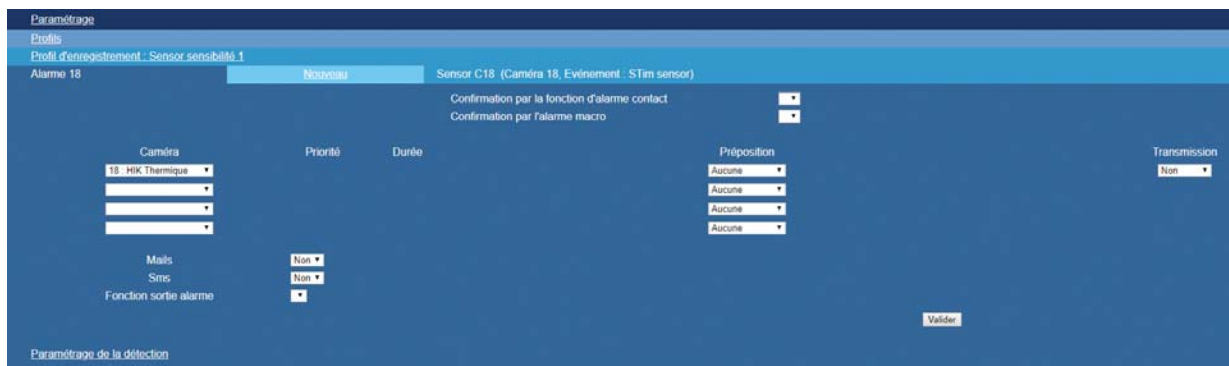 Paramétrage
Profils
Profil d'enregistrement : Sensor sensibilité 1
Alarme 18 Nouveau Sensor C18 (Caméra 18, Evénement : STim sensor)
Confirmation par la fonction d'alarme contact
Confirmation par l'alarme macro
Caméra Priorité Durée Préposition Transmission
18 : HIK Thermique Aucune Non
Aucune
Aucune
Aucune
Mails Non
Sms Non
Fonction sortie alarme
Valider
Paramétrage de la détection